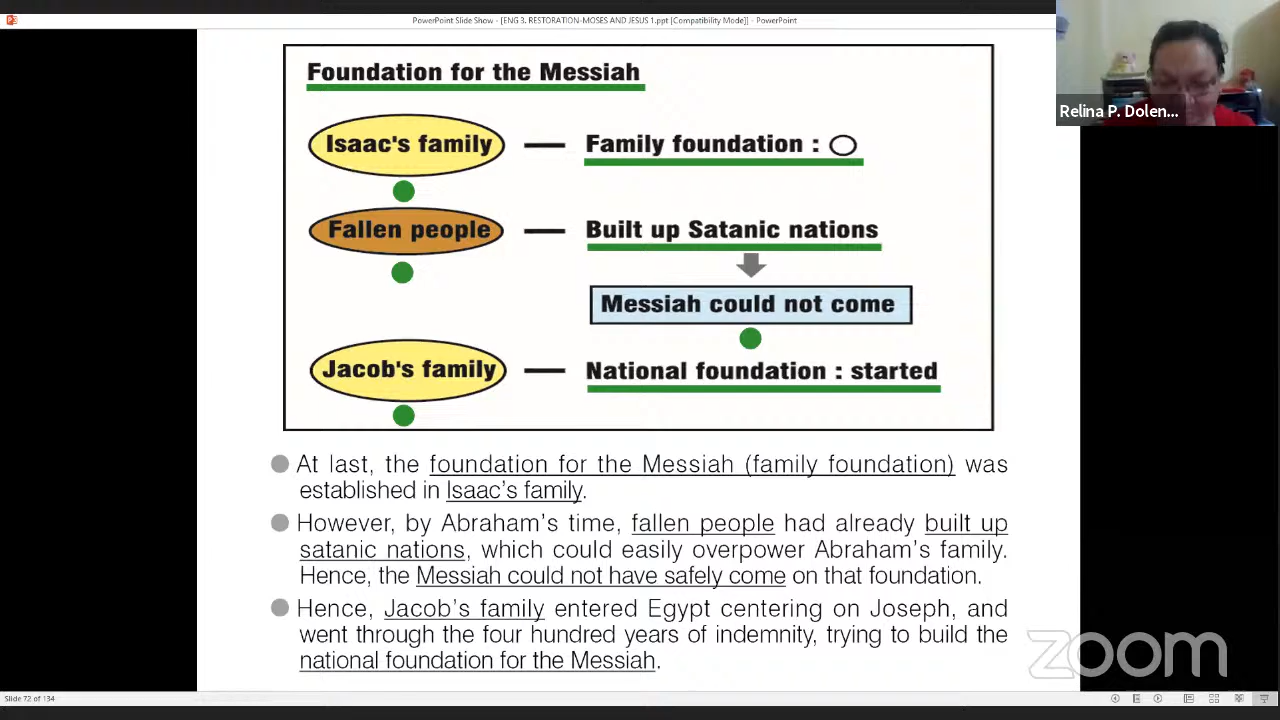 PowerPoint Slide Show - [ENG 3. RESTORATION-MOSES AND JESUS 1.ppt [Compatibility Mode]] - PowerPoint
Relina P. Dolen...
Foundation for the Messiah
Isaac's family — Family foundation : ○
Fallen people — Built up Satanic nations
Messiah could not come
Jacob's family — National foundation : started
At last, the foundation for the Messiah (family foundation) was
established in Isaac's family.
However, by Abraham's time, fallen people had already built up
satanic nations, which could easily overpower Abraham's family.
Hence, the Messiah could not have safely come on that foundation.
Hence, Jacob's family entered Egypt centering on Joseph, and
went through the four hundred years of indemnity, trying to build the
national foundation for the Messiah.
zoom
Slide 72 of 134